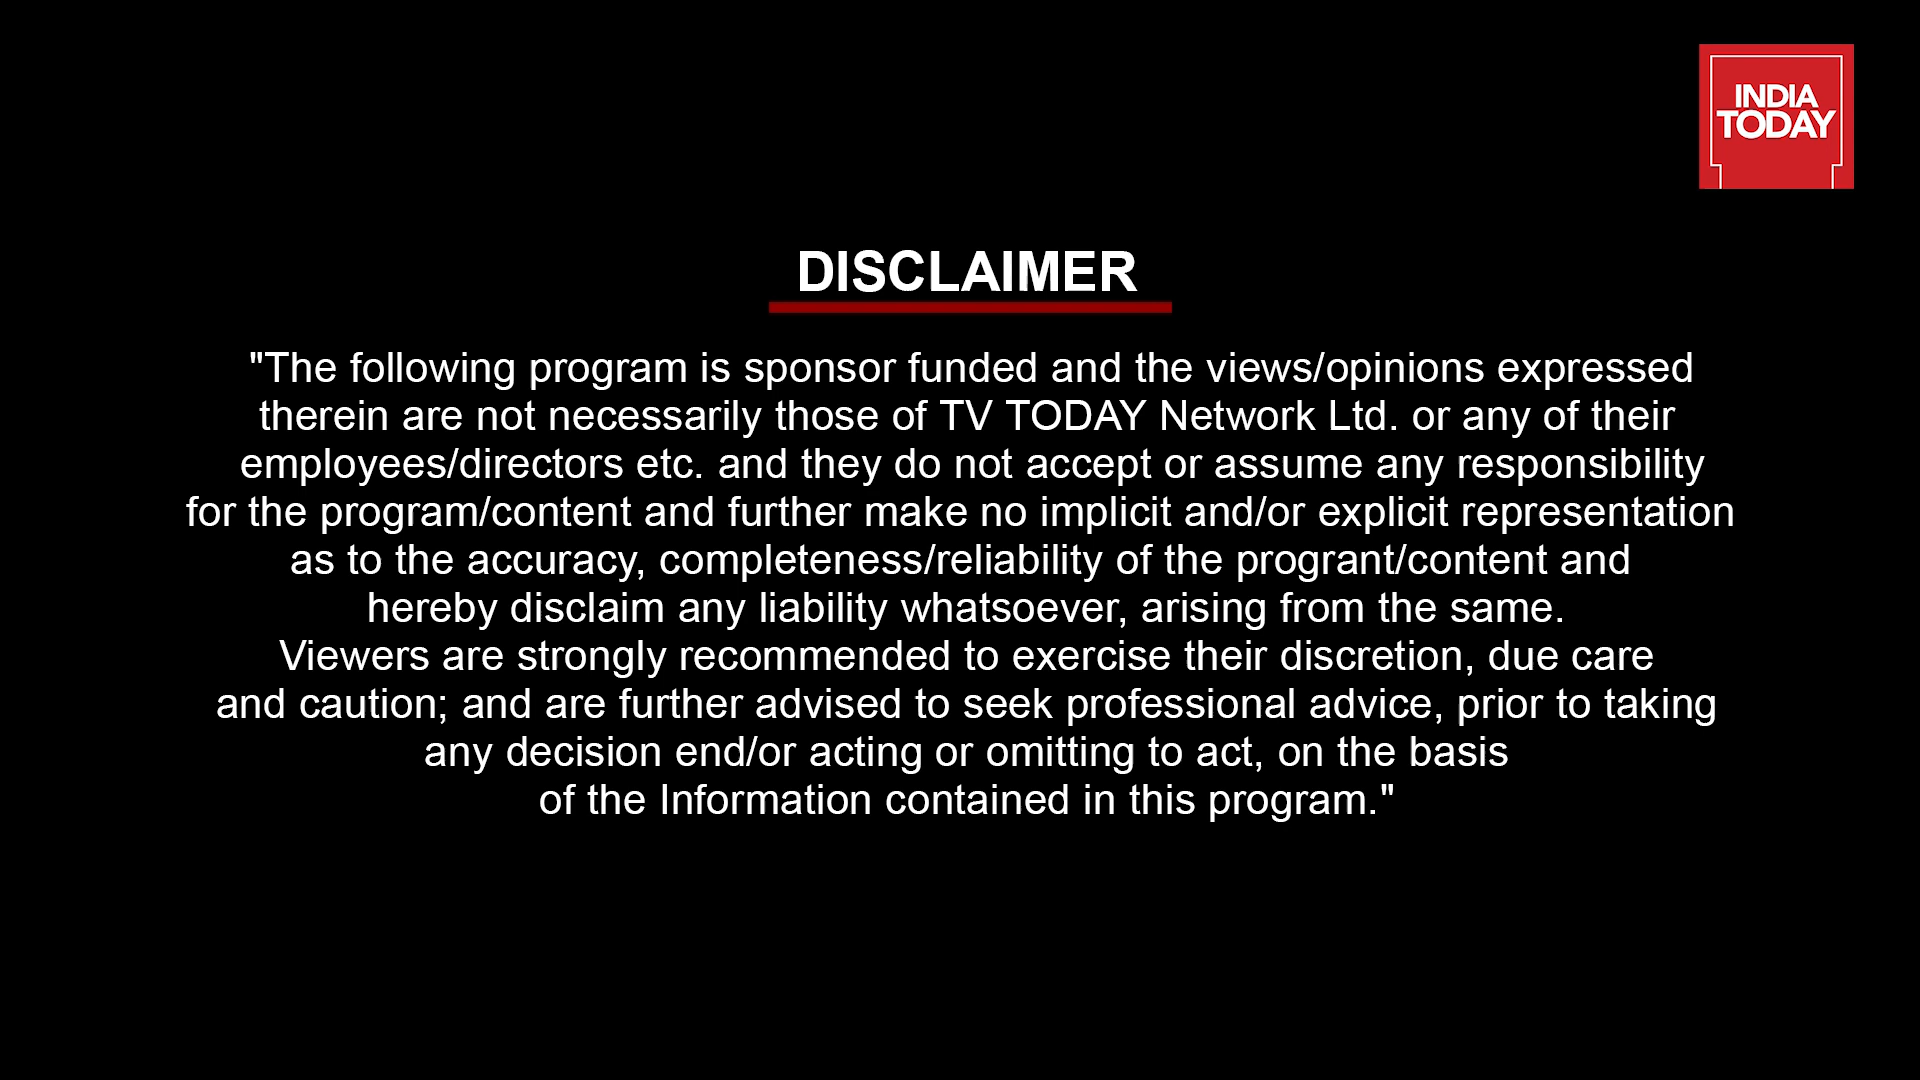 INDIA
TODAY
DISCLAIMER
"The following program is sponsor funded and the views/opinions expressed
therein are not necessarily those of TV TODAY Network Ltd. or any of their
employees/directors etc. and they do not accept or assume any responsibility
for the program/content and further make no implicit and/or explicit representation
as to the accuracy, completeness/reliability of the progrant/content and
hereby disclaim any liability whatsoever, arising from the same.
Viewers are strongly recommended to exercise their discretion, due care
and caution; and are further advised to seek professional advice, prior to taking
any decision end/or acting or omitting to act, on the basis
of the Information contained in this program."